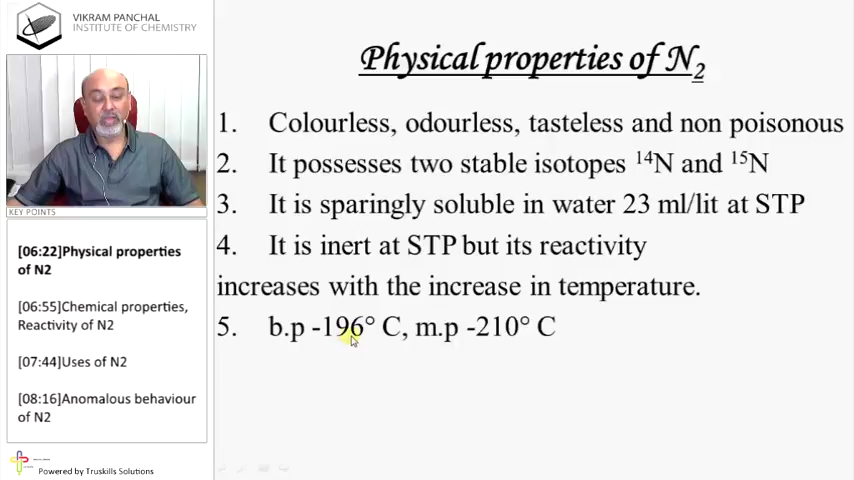 VIKRAM PANCHAL
INSTITUTE OF CHEMISTRY
KEY POINTS
[06:22]Physical properties
of N2
[06:55]Chemical properties,
Reactivity of N2
[07:44]Uses of N2
[08:16]Anomalous behaviour
of N2
Powered by Truskills Solutions
Physical properties of N₂
1. Colourless, odourless, tasteless and non poisonous
2. It possesses two stable isotopes ¹⁴N and ¹⁵N
3. It is sparingly soluble in water 23 ml/lit at STP
4. It is inert at STP but its reactivity
increases with the increase in temperature.
5. b.p -196° C, m.p -210° C